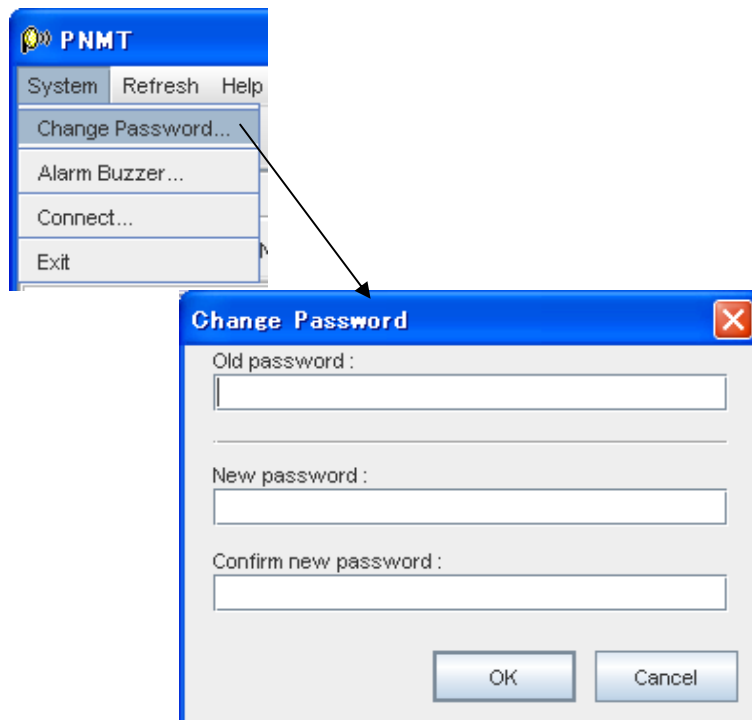 PNMT
System Refresh Help
Change Password...
Alarm Buzzer...
Connect...
Exit
Change Password
Old password :
New password :
Confirm new password :
OK Cancel